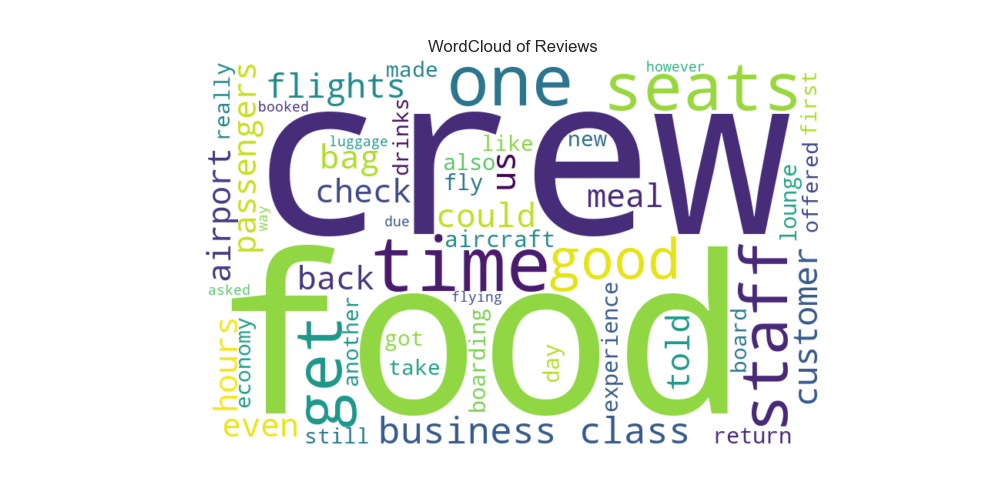 WordCloud of Reviews
however
made
one
seats
flights
really
passengers
booked
crew
drinks
first
luggage
bag
like
new
also
us
check
fly
meal
lounge
offered
airport
way
due
could
aircraft
time
good
back
staff
customer
asked
flying
food
hours
economy
get
another
got
take
boarding
day
experience
told
board
even
still
business class
return